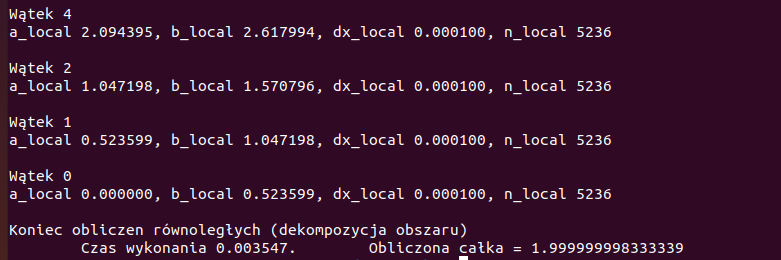 Wątek 4
a_local 2.094395, b_local 2.617994, dx_local 0.000100, n_local 5236
Wątek 2
a_local 1.047198, b_local 1.570796, dx_local 0.000100, n_local 5236
Wątek 1
a_local 0.523599, b_local 1.047198, dx_local 0.000100, n_local 5236
Wątek 0
a_local 0.000000, b_local 0.523599, dx_local 0.000100, n_local 5236
Koniec obliczen równoległych (dekompozycja obszaru)
Czas wykonania 0.003547. Obliczona całka = 1.999999998333339